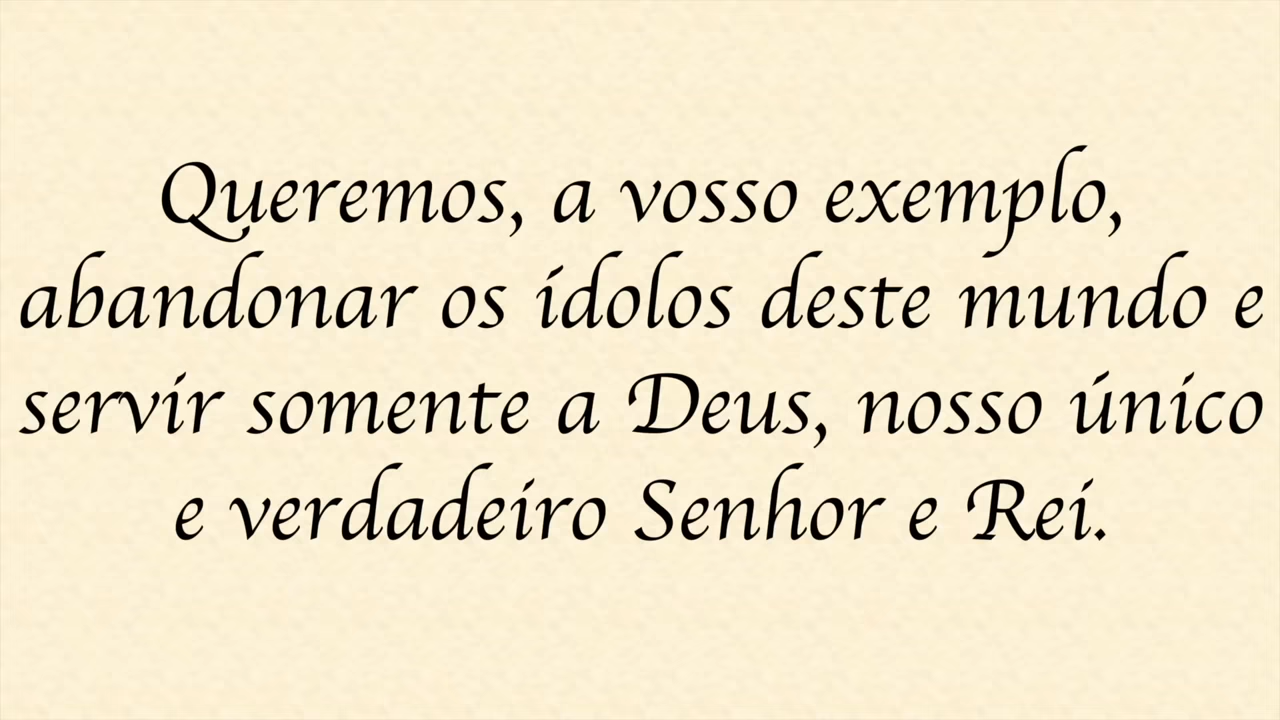 Queremos, a vosso exemplo,
abandonar os ídolos deste mundo e
servir somente a Deus, nosso único
e verdadeiro Senhor e Rei.